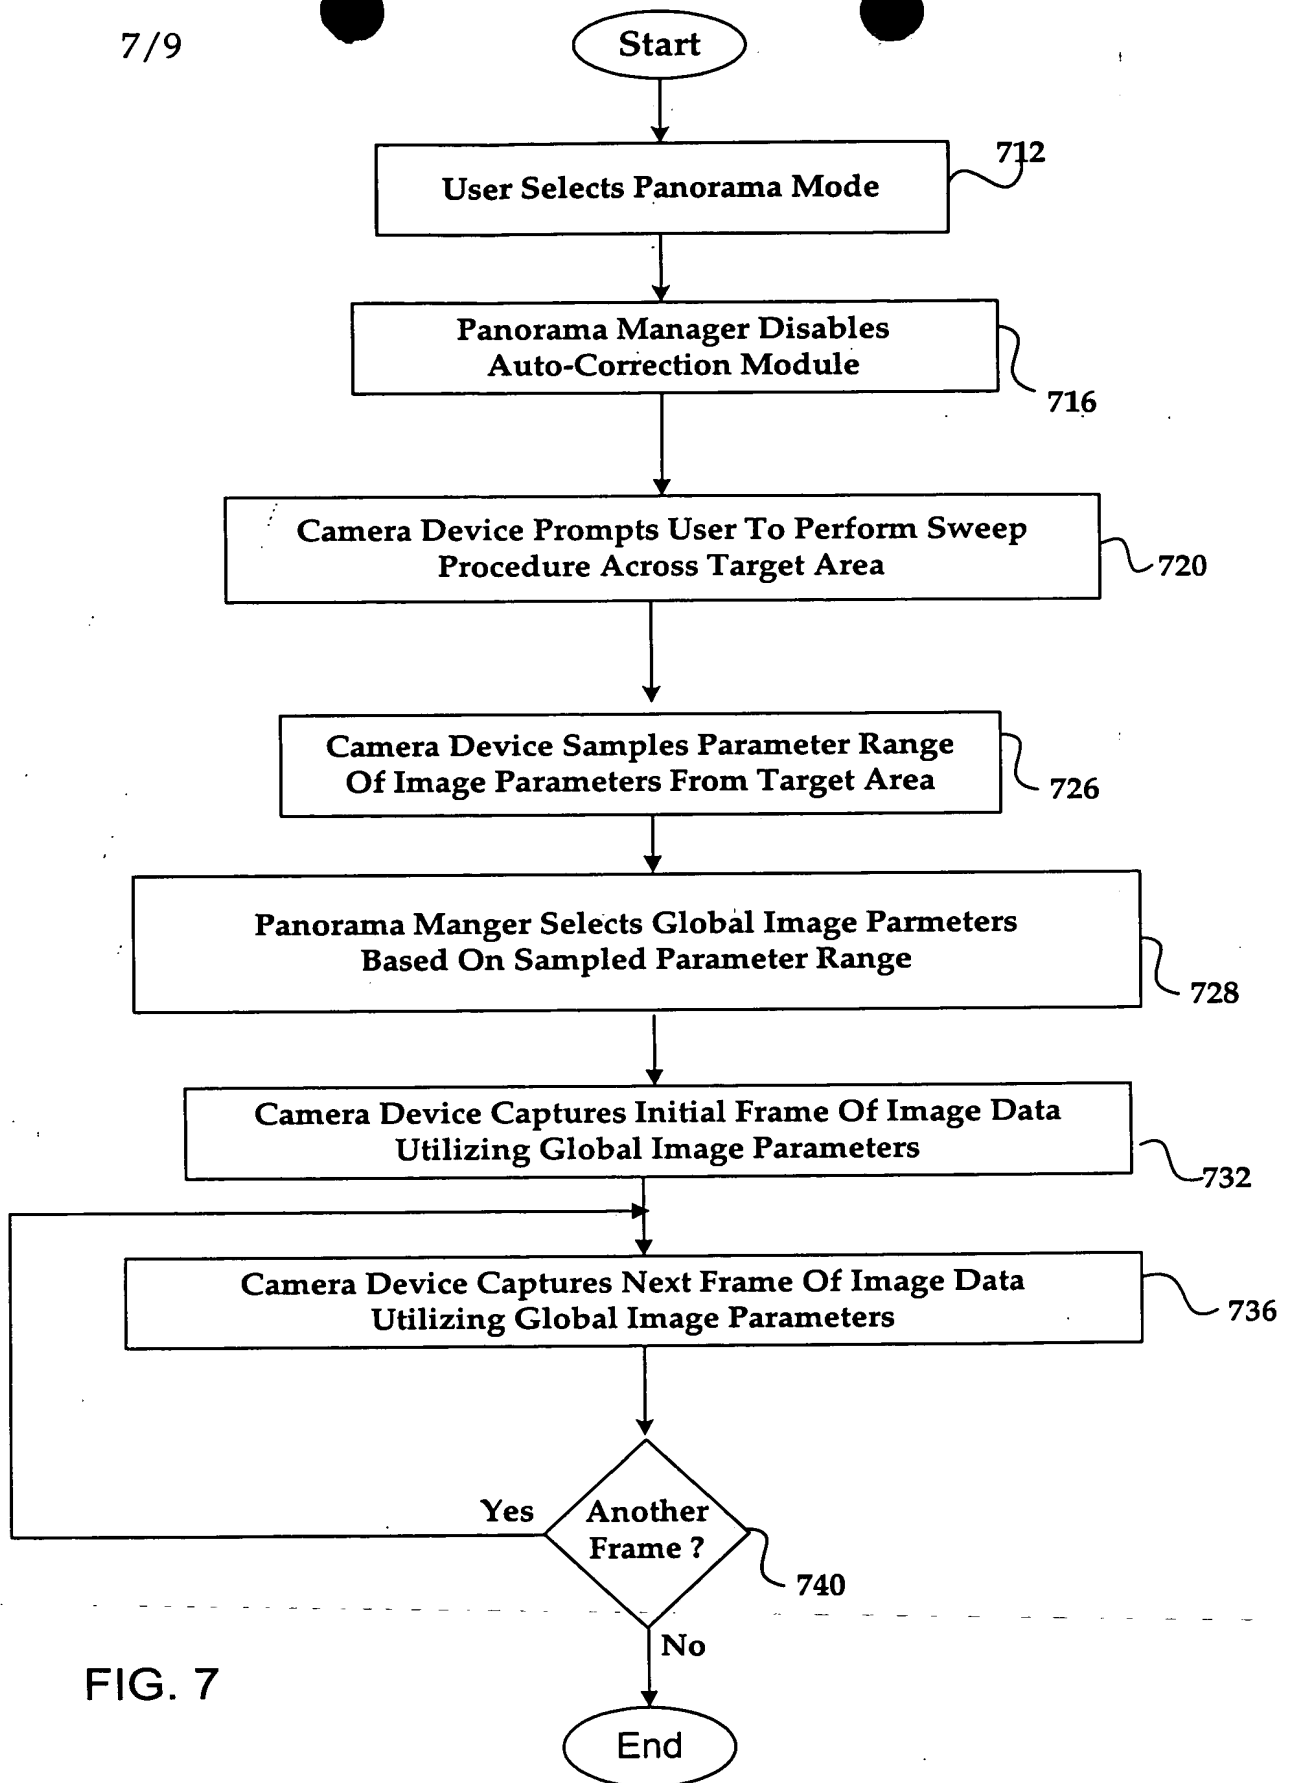 7/9
Start
User Selects Panorama Mode
712
Panorama Manager Disables
Auto-Correction Module
716
Camera Device Prompts User To Perform Sweep
Procedure Across Target Area
720
Camera Device Samples Parameter Range
Of Image Parameters From Target Area
726
Panorama Manger Selects Global Image Parmeters
Based On Sampled Parameter Range
728
Camera Device Captures Initial Frame Of Image Data
Utilizing Global Image Parameters
732
Camera Device Captures Next Frame Of Image Data
Utilizing Global Image Parameters
736
Yes
Another
Frame ?
740
No
FIG. 7
End